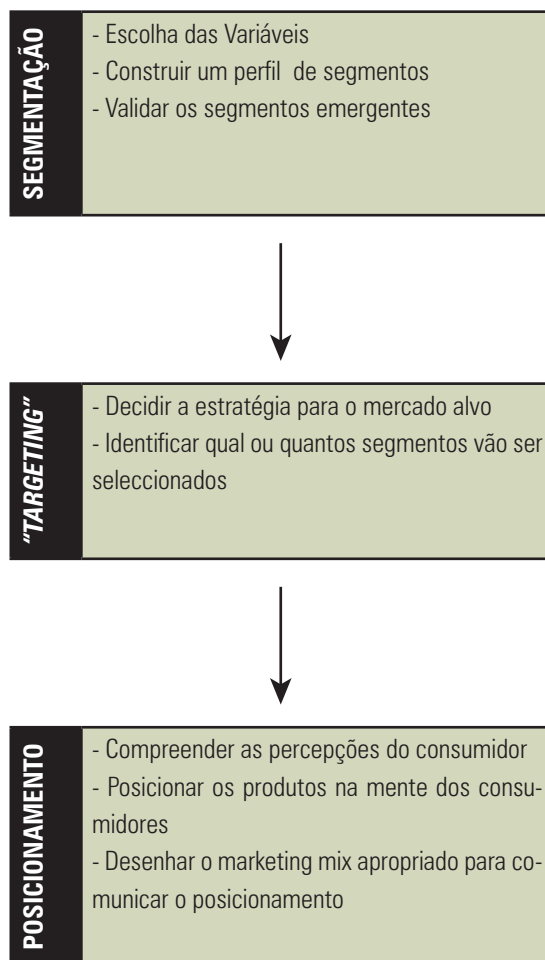 SEGMENTAÇÃO
- Escolha das Variáveis
- Construir um perfil de segmentos
- Validar os segmentos emergentes
"TARGETING"
- Decidir a estratégia para o mercado alvo
- Identificar qual ou quantos segmentos vão ser
seleccionados
POSICIONAMENTO
- Compreender as percepções do consumidor
- Posicionar os produtos na mente dos consu-
midores
- Desenhar o marketing mix apropriado para co-
municar o posicionamento